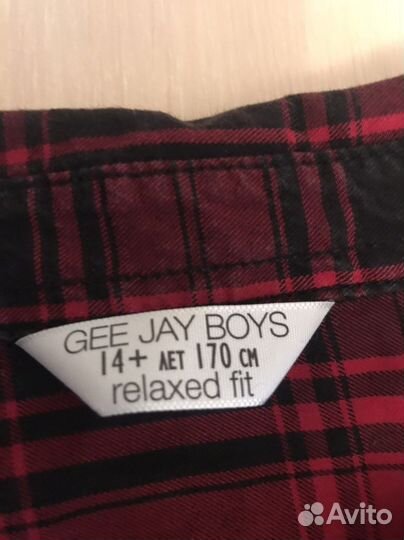 GEE JAY BOYS
14+ ЛЕТ 170 СМ
relaxed fit
Avito